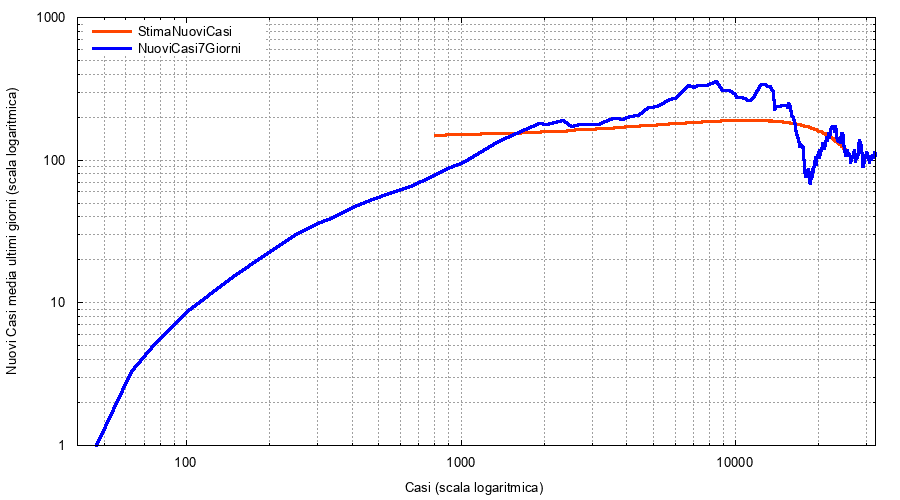 1000
StimaNuoviCasi
NuoviCasi7Giorni
100
10
1
Nuovi Casi media ultimi giorni (scala logaritmica)
100
1000
10000
Casi (scala logaritmica)